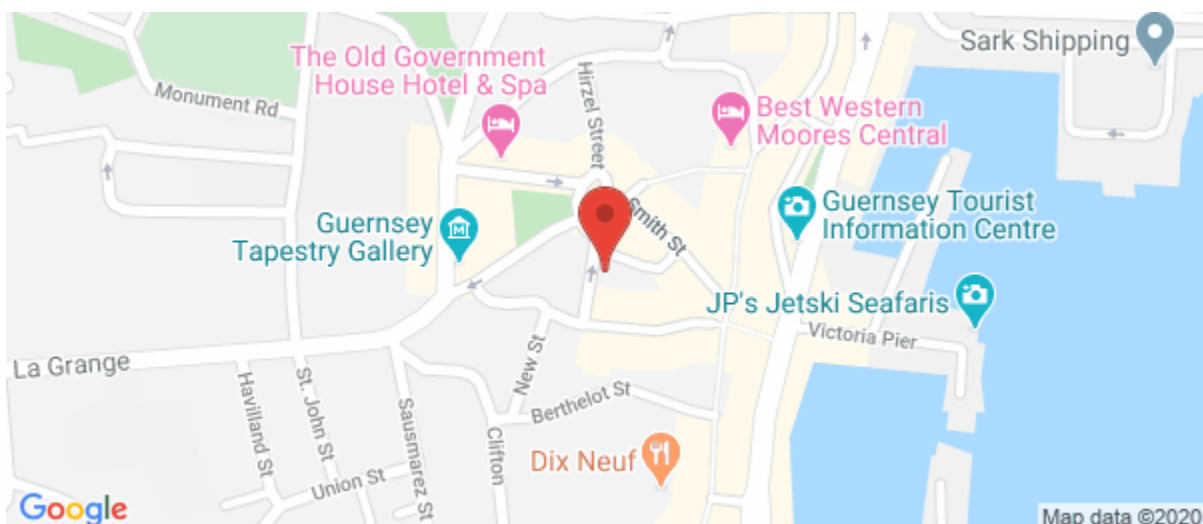 Sark Shipping
The Old Government
House Hotel & Spa
Hirzel Street
Monument Rd
Best Western
Moores Central
Guernsey
Tapestry Gallery
Smith St
Guernsey Tourist
Information Centre
JP's Jetski Seafaris
Victoria Pier
La Grange
New St
Havilland St
St. John St
Sausmarez St
Berthelot St
Clifton
Dix Neuf
Union St
Google
Map data ©2020